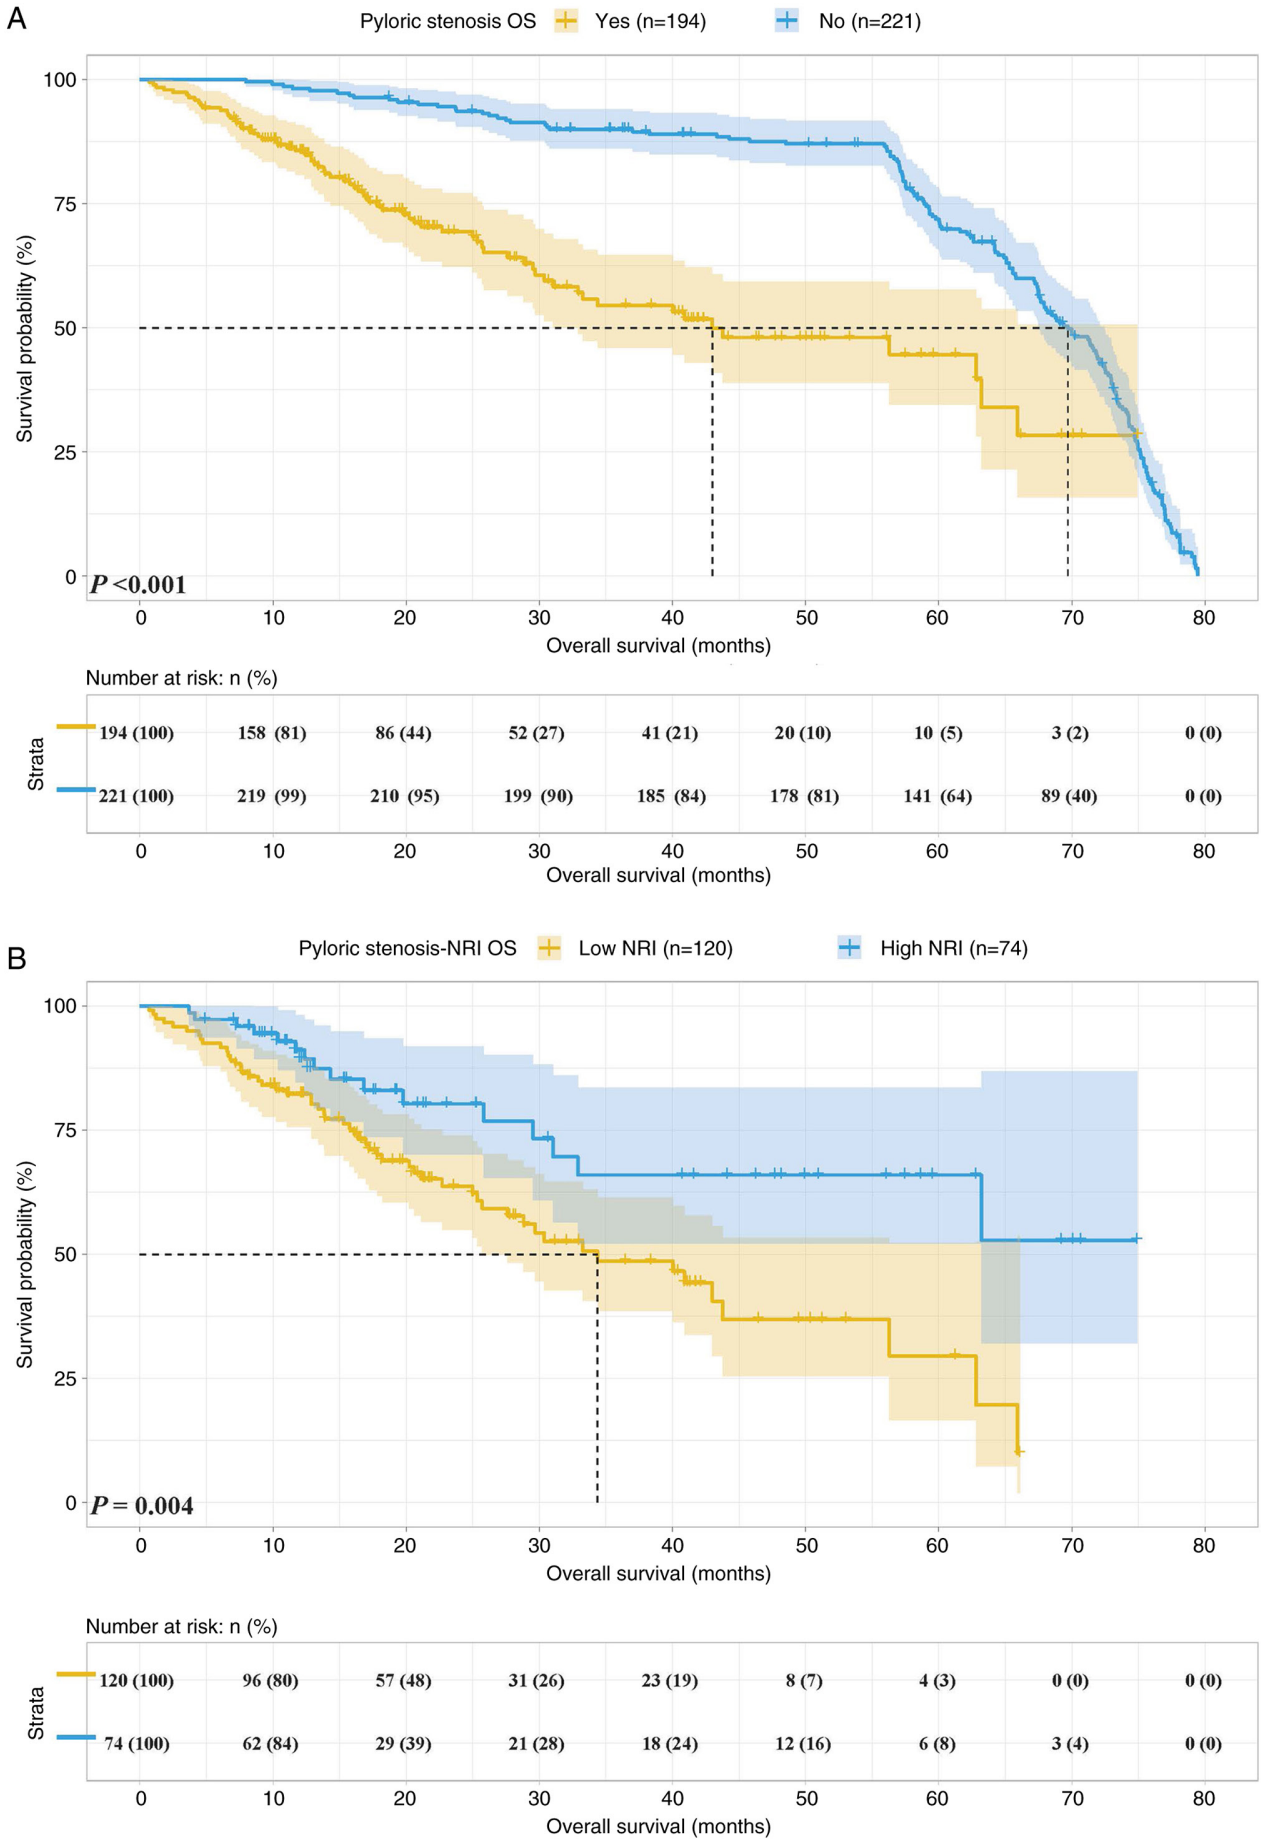 A
Pyloric stenosis OS Yes (n=194) No (n=221)
100
75
50
25
0
Survival probability (%)
P <0.001
0 10 20 30 40 50 60 70 80
Overall survival (months)
Number at risk: n (%)
Strata
194 (100) 158 (81) 86 (44) 52 (27) 41 (21) 20 (10) 10 (5) 3 (2) 0 (0)
221 (100) 219 (99) 210 (95) 199 (90) 185 (84) 178 (81) 141 (64) 89 (40) 0 (0)
0 10 20 30 40 50 60 70 80
Overall survival (months)
B
Pyloric stenosis-NRI OS Low NRI (n=120) High NRI (n=74)
100
75
50
25
0
Survival probability (%)
P = 0.004
0 10 20 30 40 50 60 70 80
Overall survival (months)
Number at risk: n (%)
Strata
120 (100) 96 (80) 57 (48) 31 (26) 23 (19) 8 (7) 4 (3) 0 (0) 0 (0)
74 (100) 62 (84) 29 (39) 21 (28) 18 (24) 12 (16) 6 (8) 3 (4) 0 (0)
0 10 20 30 40 50 60 70 80
Overall survival (months)